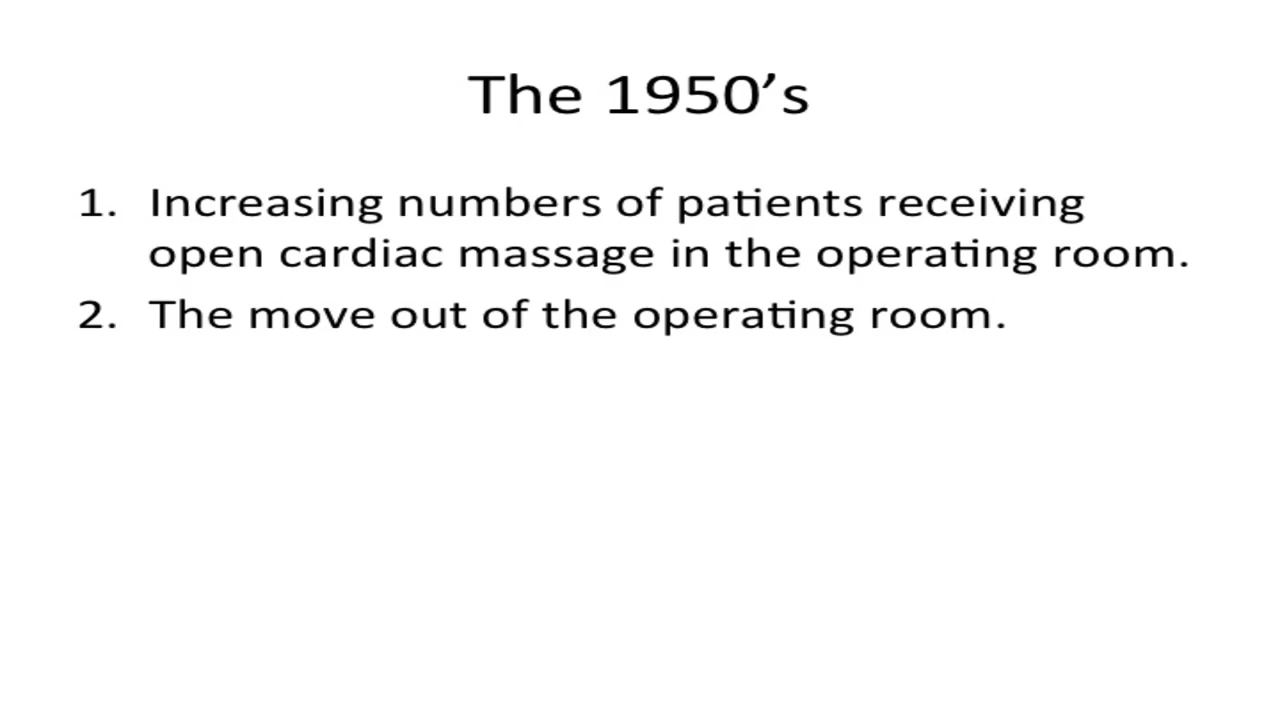 The 1950’s
1. Increasing numbers of patients receiving
open cardiac massage in the operating room.
2. The move out of the operating room.